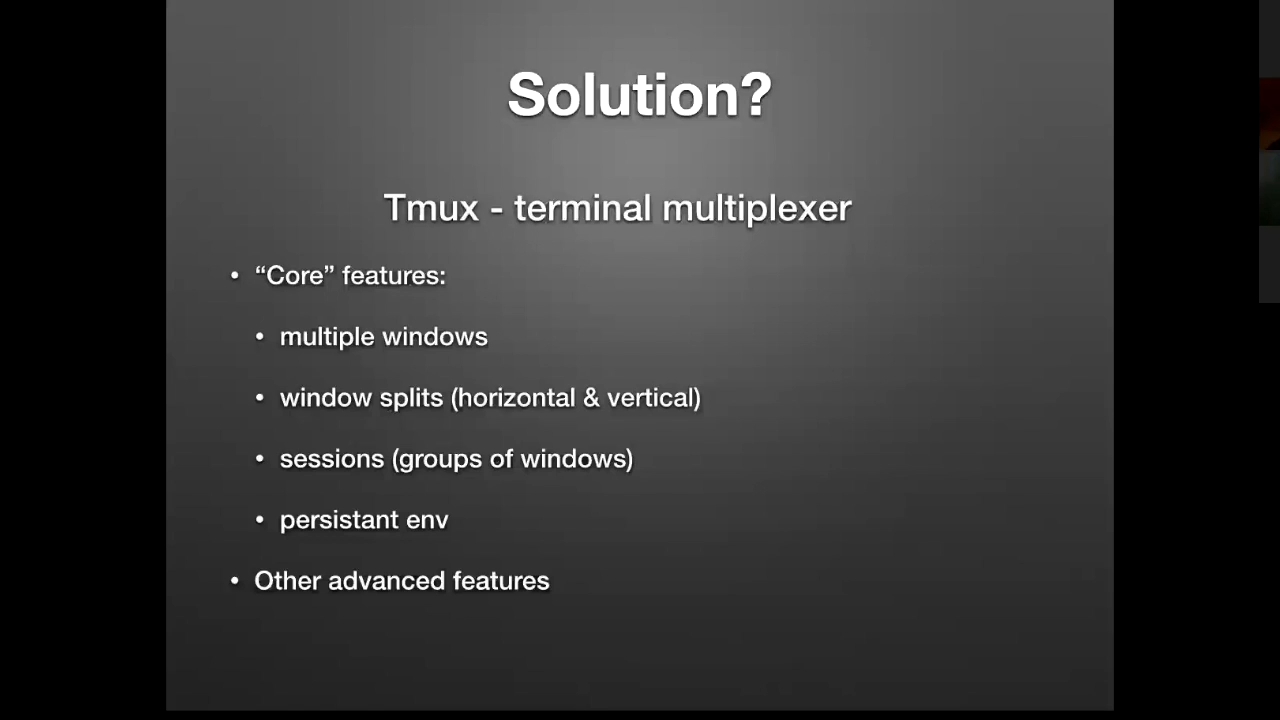 Solution?
Tmux - terminal multiplexer
• “Core” features:
• multiple windows
• window splits (horizontal & vertical)
• sessions (groups of windows)
• persistant env
• Other advanced features